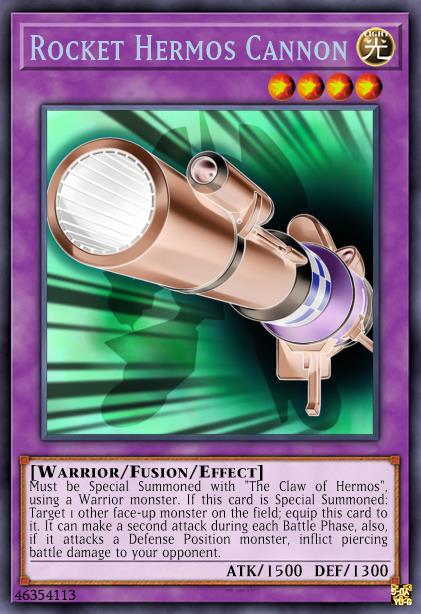 ROCKET HERMOS CANNON
LIGHT
光
[WARRIOR/FUSION/EFFECT]
Must be Special Summoned with "The Claw of Hermos",
using a Warrior monster. If this card is Special Summoned:
Target 1 other face-up monster on the field; equip this card to
it. It can make a second attack during each Battle Phase, also,
if it attacks a Defense Position monster, inflict piercing
battle damage to your opponent.
ATK/1500 DEF/1300
46354113